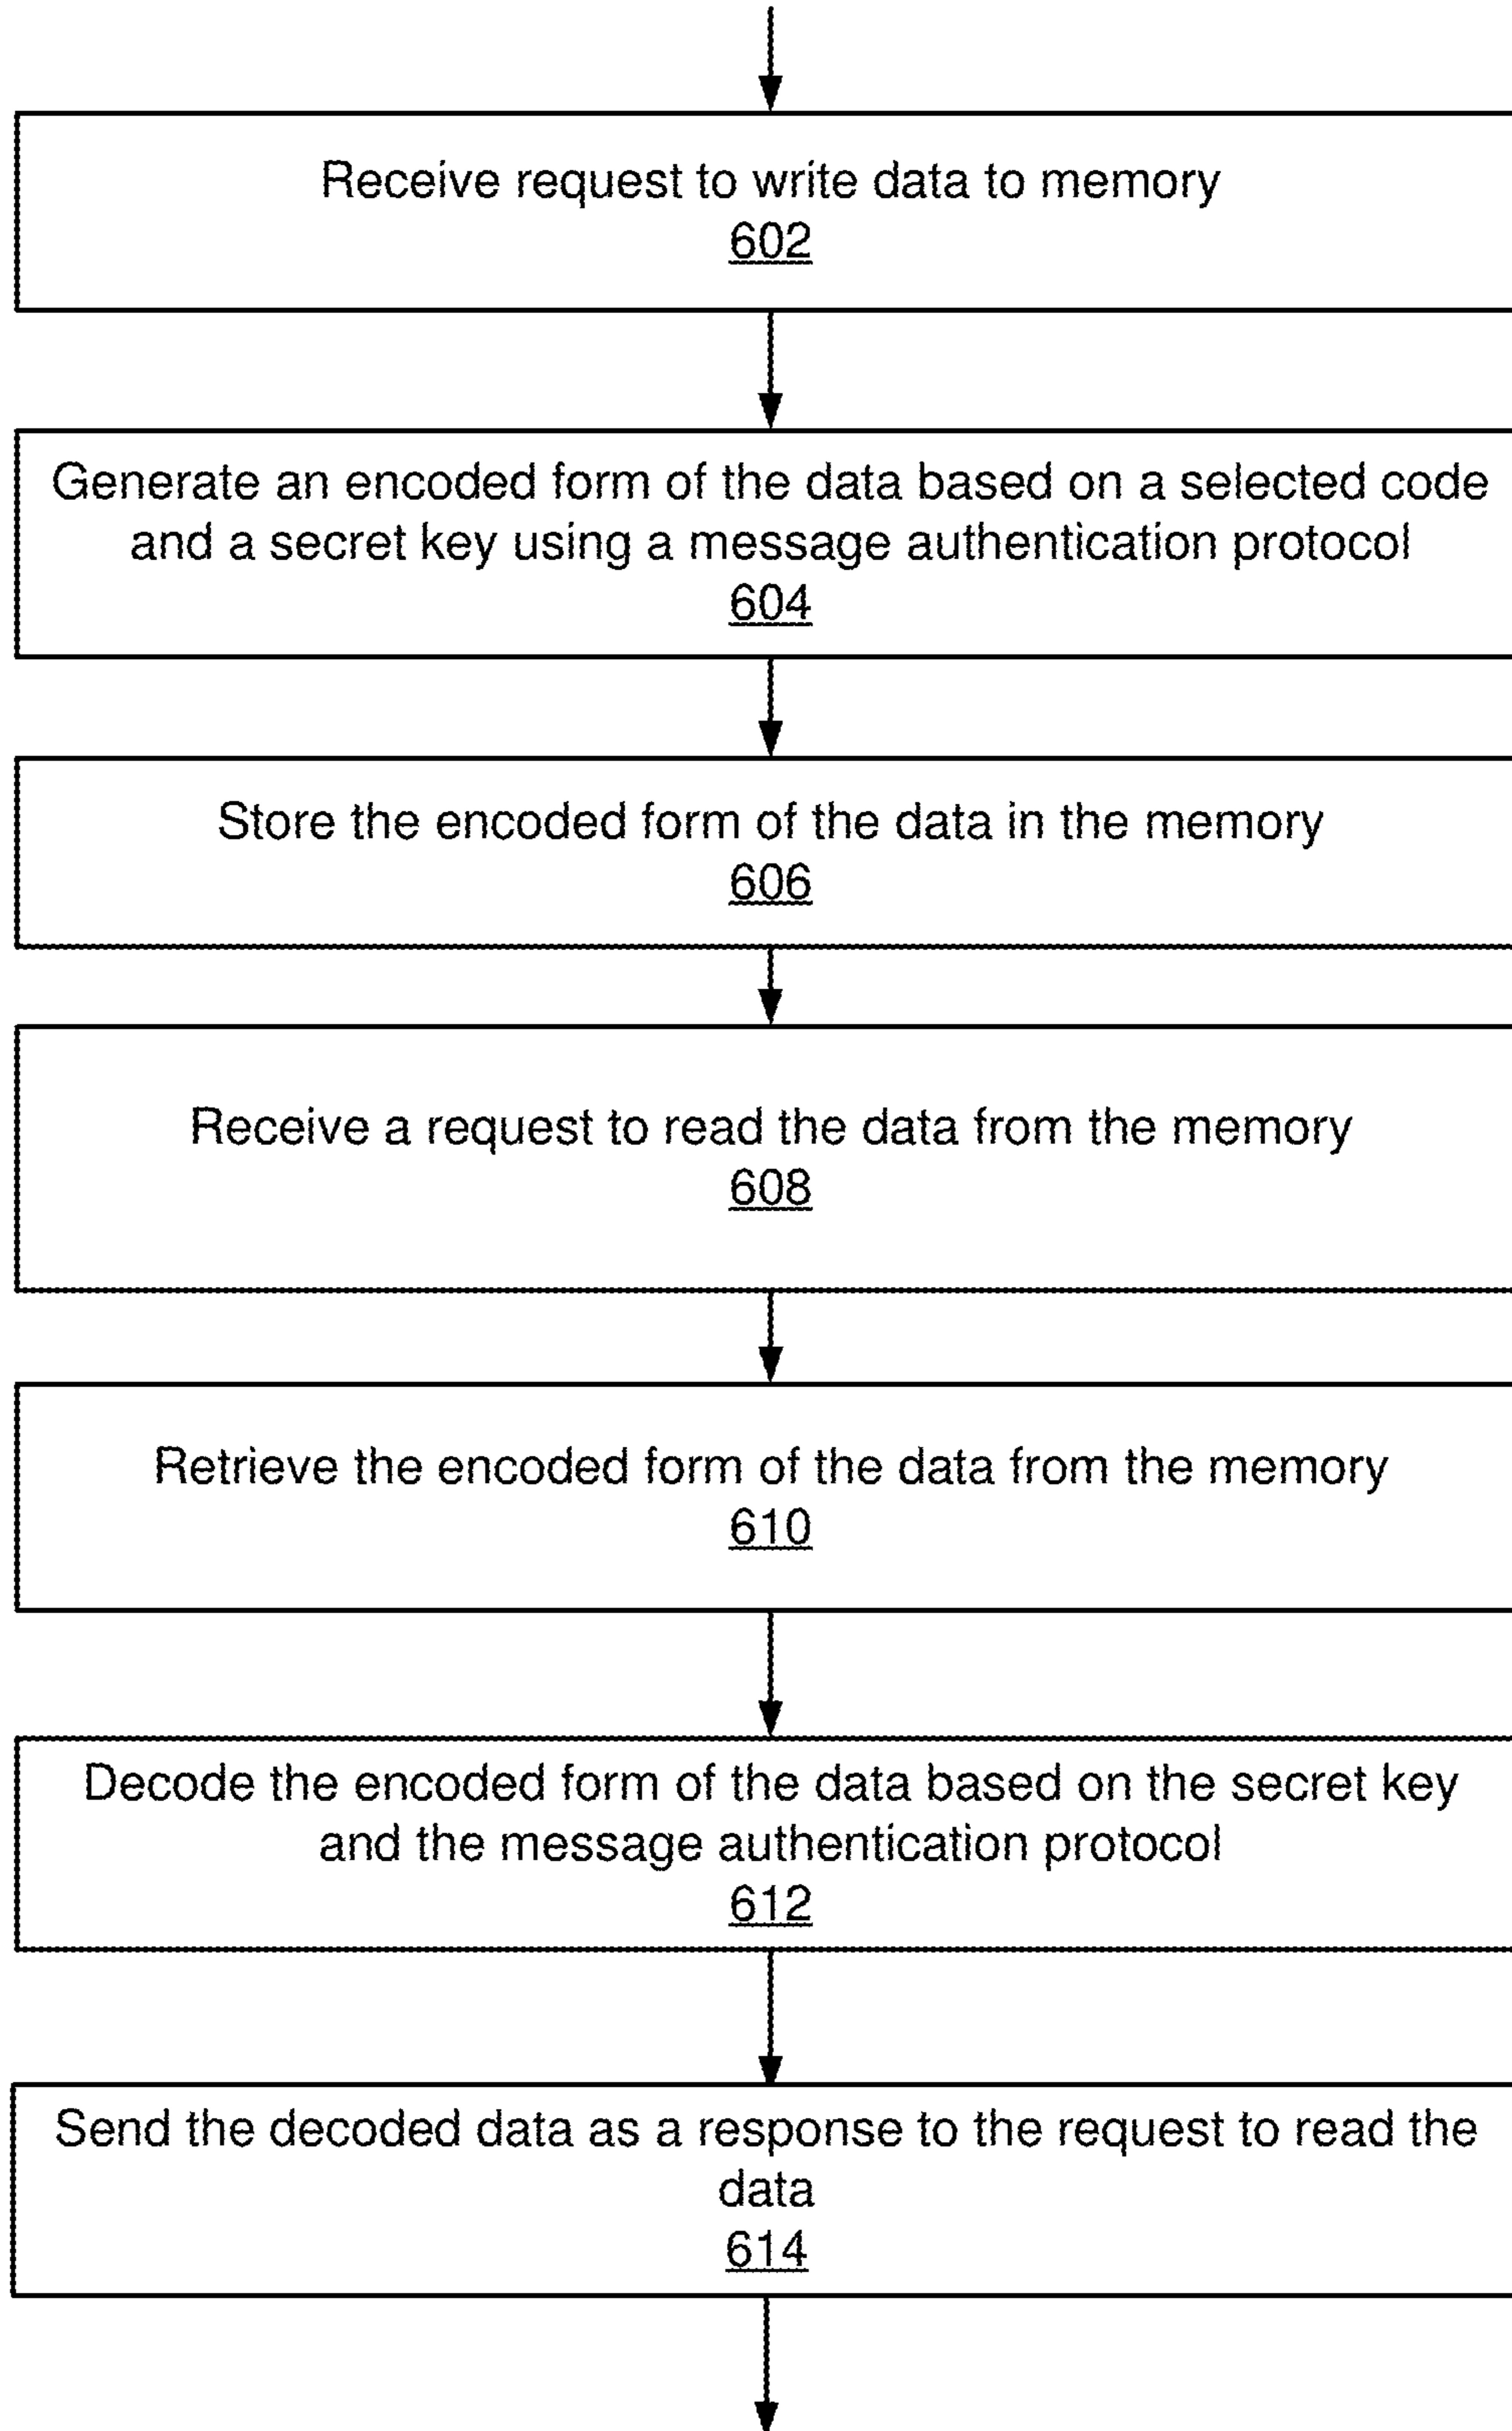 Receive request to write data to memory
602
Generate an encoded form of the data based on a selected code
and a secret key using a message authentication protocol
604
Store the encoded form of the data in the memory
606
Receive a request to read the data from the memory
608
Retrieve the encoded form of the data from the memory
610
Decode the encoded form of the data based on the secret key
and the message authentication protocol
612
Send the decoded data as a response to the request to read the
data
614